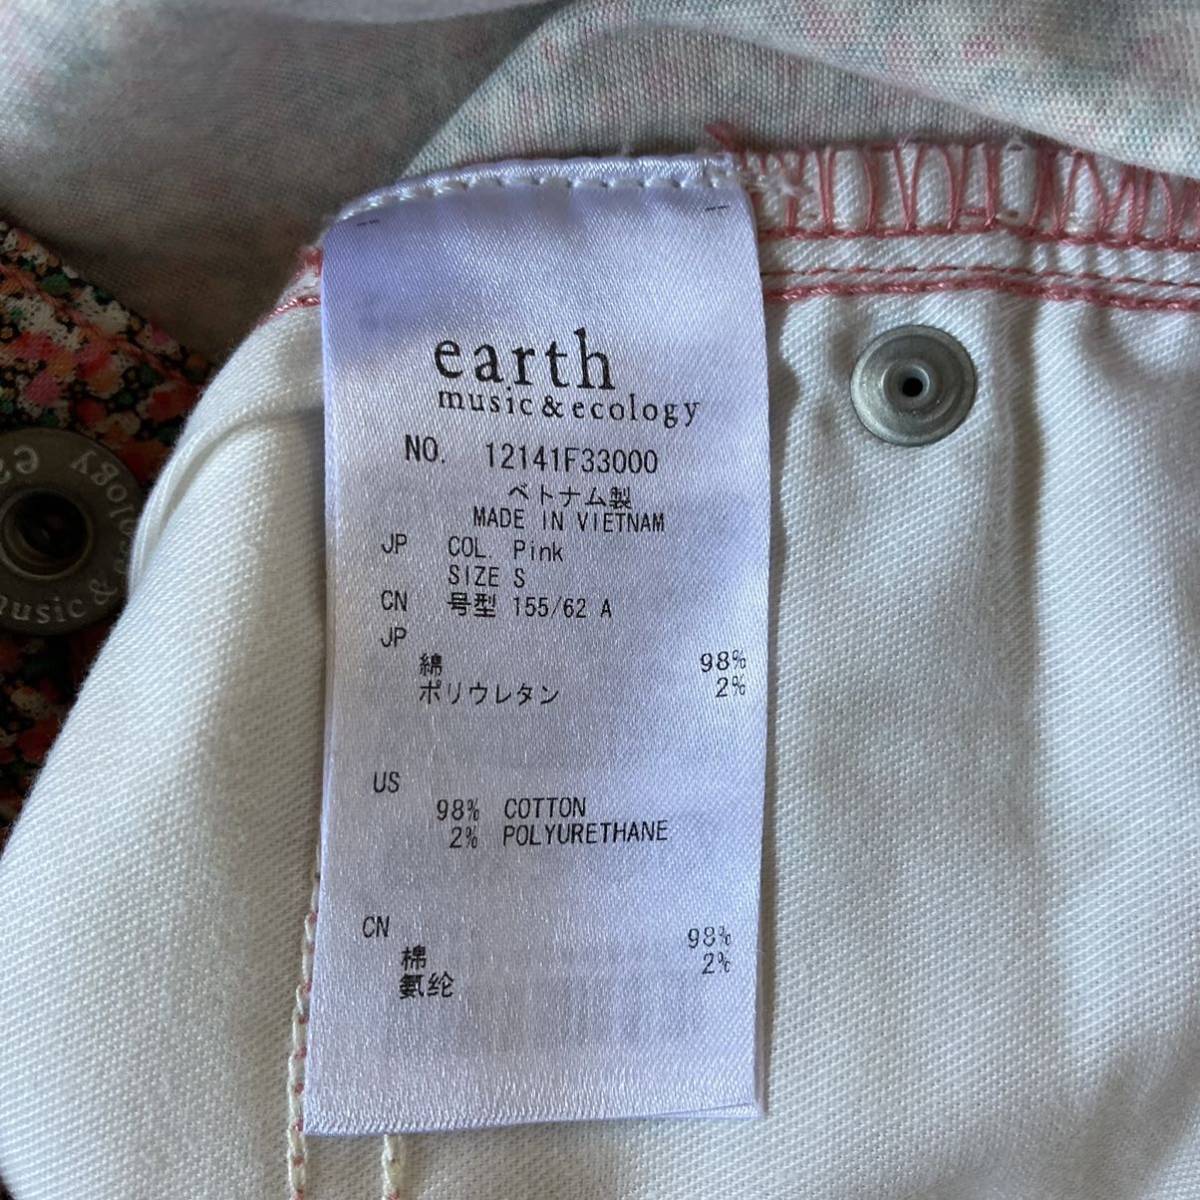 earth
music & ecology
NO. 12141F33000
ベトナム製
MADE IN VIETNAM
JP COL. Pink
SIZE S
CN 号型 155/62 A
JP
綿 98%
ポリウレタン 2%
US
98% COTTON
2% POLYURETHANE
CN
棉 98%
氨纶 2%
music & ecology